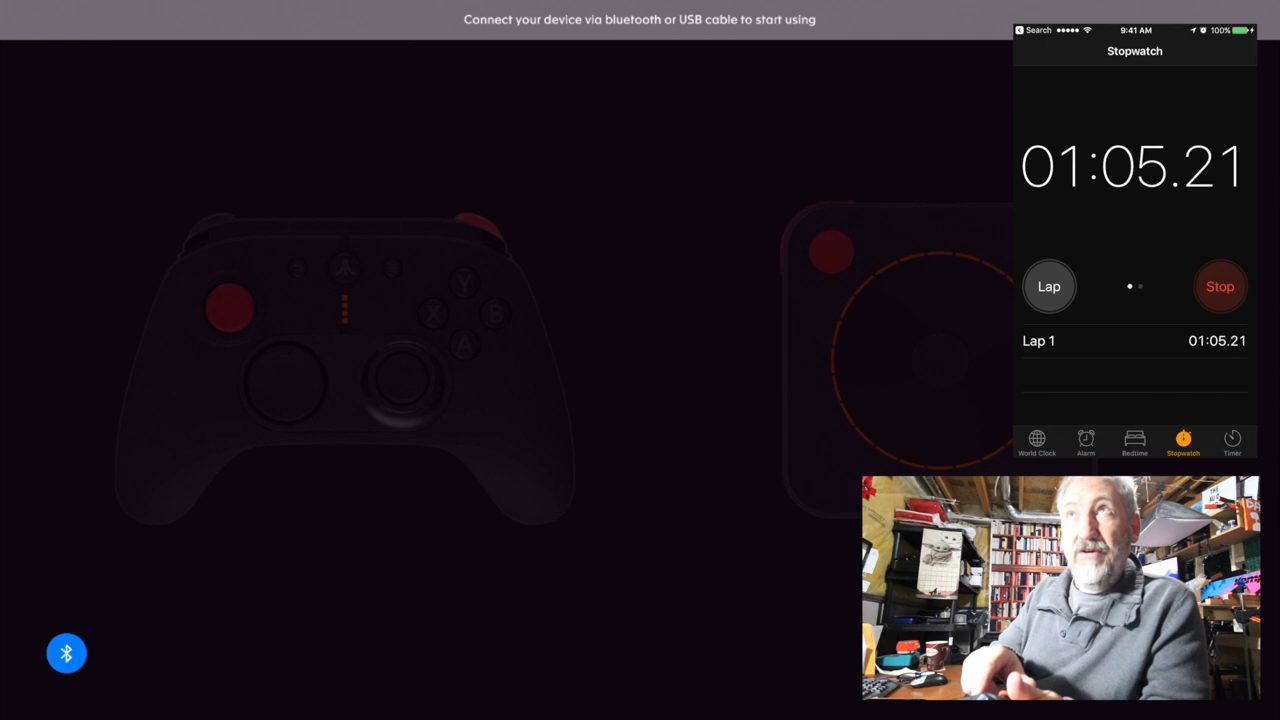 Connect your device via bluetooth or USB cable to start using
Search 9:41 AM 100%
Stopwatch
01:05.21
Lap Stop
Lap 1 01:05.21
World Clock Alarm Bedtime Stopwatch Timer
Y
X B
A